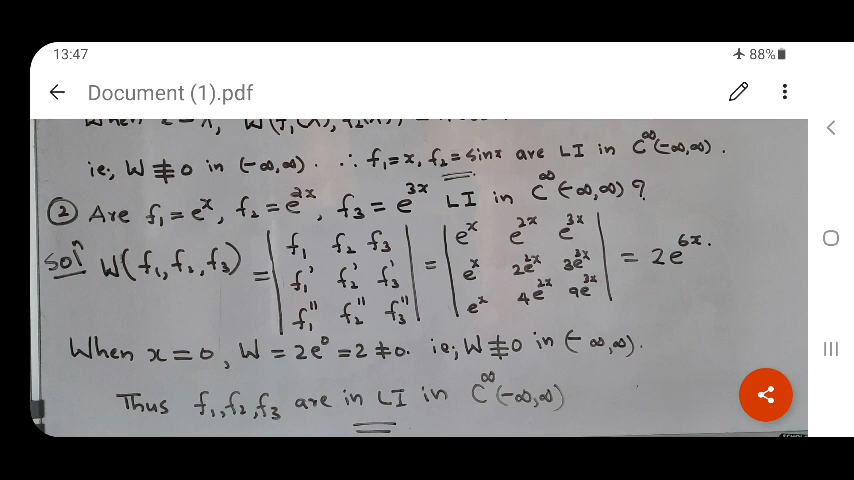 13:47 88%
Document (1).pdf
ie; W ≢ 0 in (-∞,∞). ∴ f₁=x, f₂=sinx are LI in C^∞(-∞,∞).
② Are f₁=e^x, f₂=e^2x, f₃=e^3x LI in C^∞(-∞,∞)?
Solⁿ W(f₁,f₂,f₃) = |f₁ f₂ f₃; f₁' f₂' f₃'; f₁'' f₂'' f₃''| = |e^x e^2x e^3x; e^x 2e^2x 3e^3x; e^x 4e^2x 9e^3x| = 2e^6x.
When x=0, W=2e^0=2≠0. ie; W≢0 in (-∞,∞).
Thus f₁,f₂,f₃ are in LI in C^∞(-∞,∞)